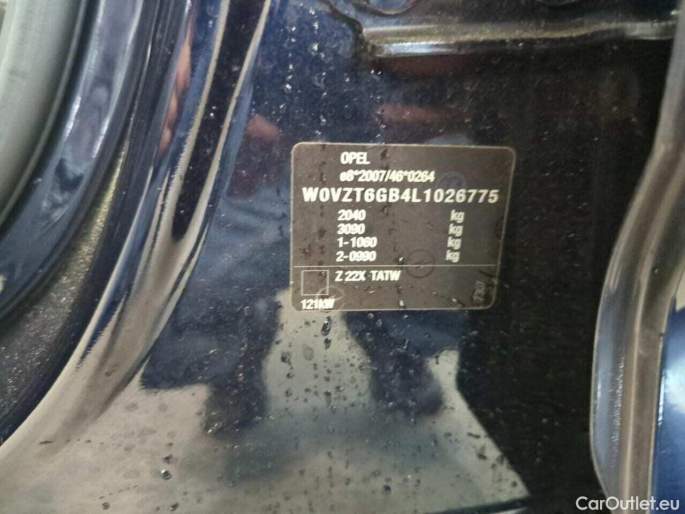 OPEL
e6*2007/46*0264
W0VZT6GB4L1026775
2040 kg
3090 kg
1-1060 kg
2-0990 kg
Z 22X TATW
121kW
CarOutlet.eu